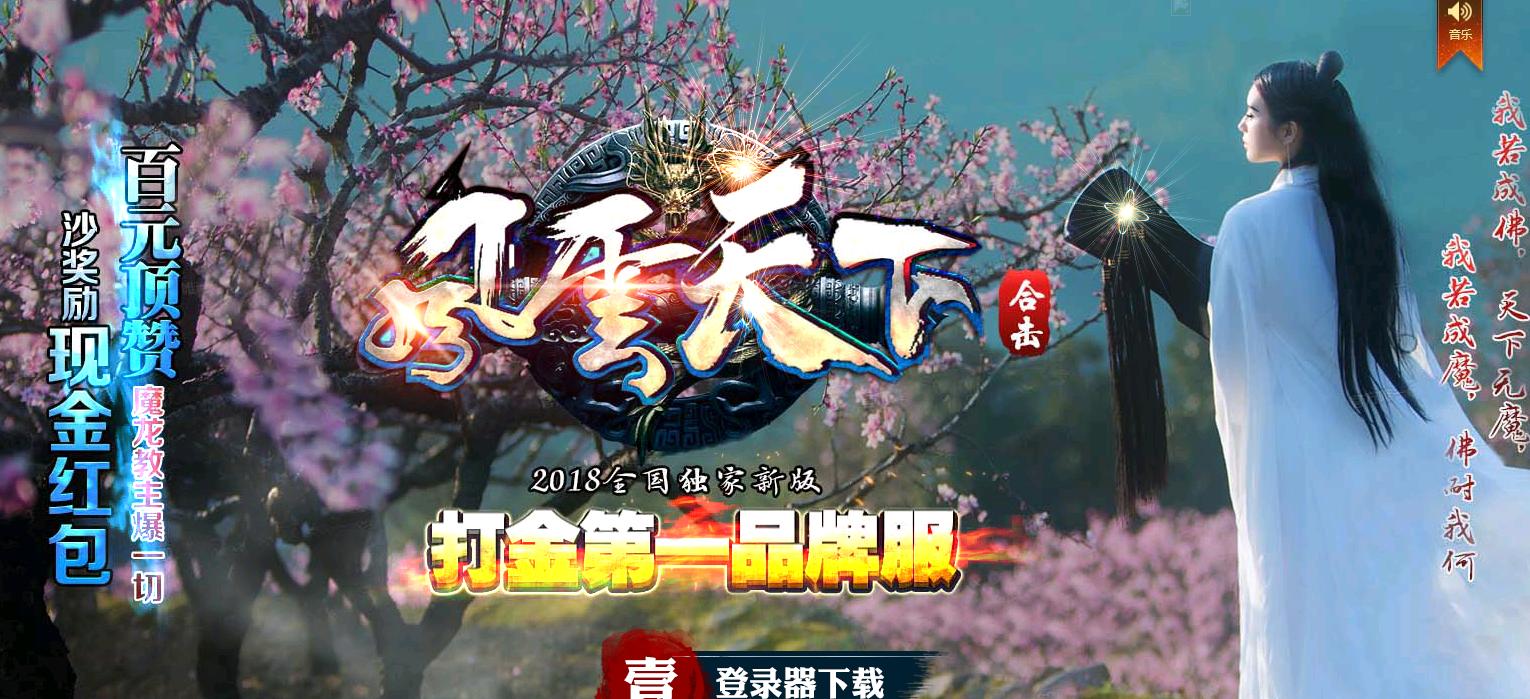 音乐
百元顶赞
魔龙教主爆一切
沙奖励
现金红包
風雲天下
合击
2018全国独家新版
打金第一品牌服
壹
登录器下载
我若成佛，天下元魔，
我若成魔，佛耐我何